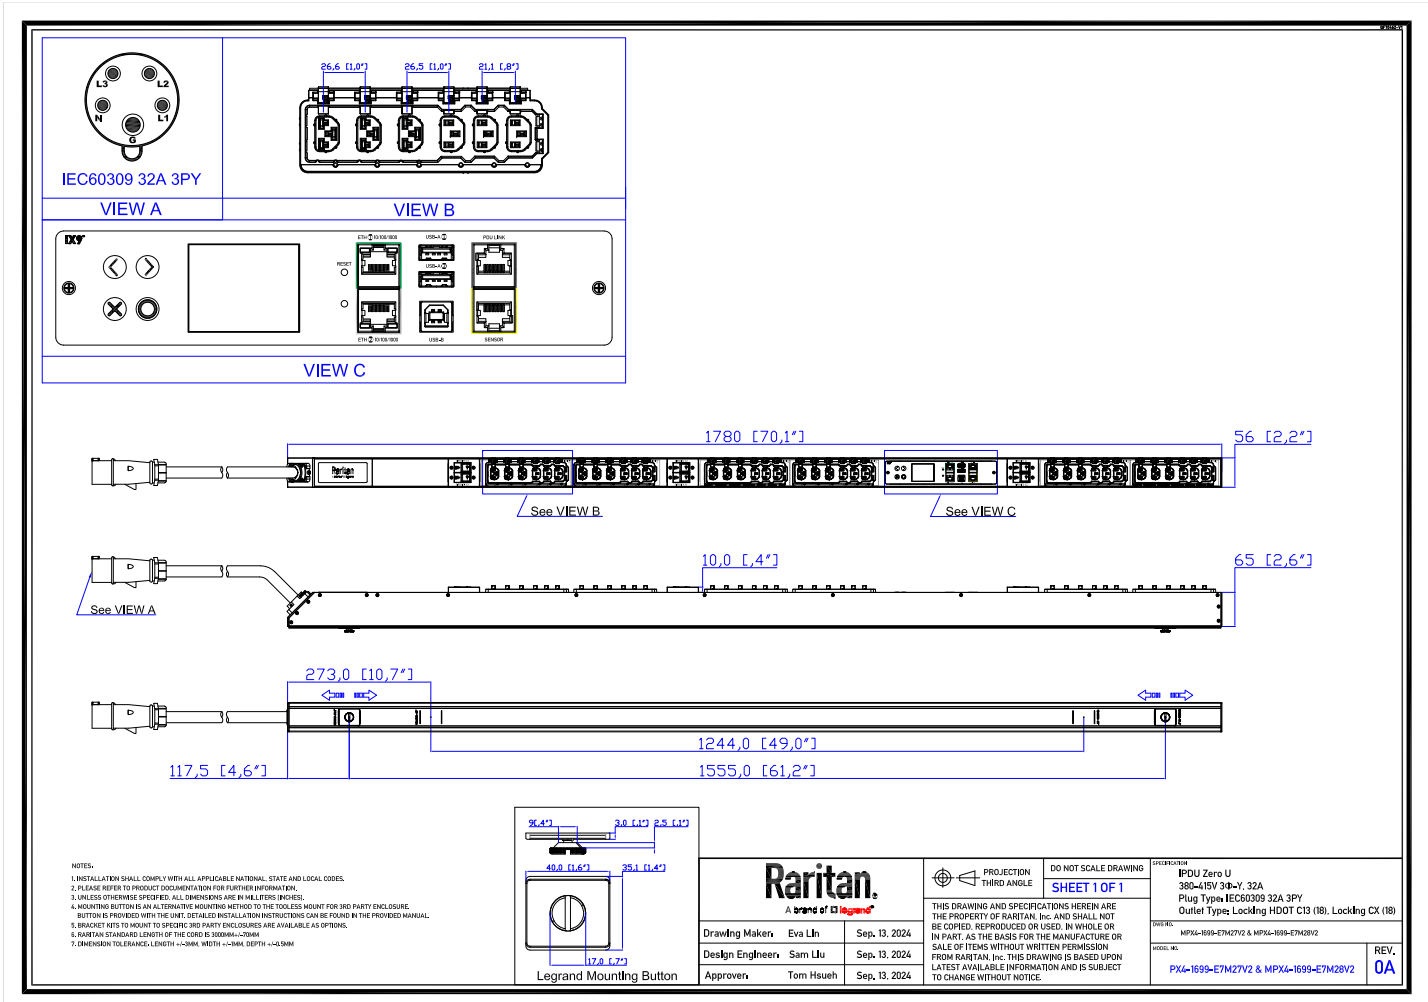 L3
L2
N
L1
G
IEC60309 32A 3PY
VIEW A
26,6 [1,0"]
26,5 [1,0"]
21,1 [,8"]
VIEW B
iX9™
RESET
ETH 10/100/1000
USB-A
PDU LINK
USB-A
ETH 10/100/1000
USB-B
SENSOR
VIEW C
1780 [70,1"]
56 [2,2"]
Raritan
See VIEW B
See VIEW C
10,0 [,4"]
65 [2,6"]
See VIEW A
273,0 [10,7"]
1244,0 [49,0"]
117,5 [4,6"]
1555,0 [61,2"]
9[,4"]
3,0 [,1"]
2,5 [,1"]
40,0 [1,6"]
35,1 [1,4"]
17,0 [,7"]
Legrand Mounting Button
NOTES:
1. INSTALLATION SHALL COMPLY WITH ALL APPLICABLE NATIONAL, STATE AND LOCAL CODES.
2. PLEASE REFER TO PRODUCT DOCUMENTATION FOR FURTHER INFORMATION.
3. UNLESS OTHERWISE SPECIFIED, ALL DIMENSIONS ARE IN MILLITERS [INCHES].
4. MOUNTING BUTTON IS AN ALTERNATIVE MOUNTING METHOD TO THE TOOLESS MOUNT FOR 3RD PARTY ENCLOSURE.
BUTTON IS PROVIDED WITH THE UNIT. DETAILED INSTALLATION INSTRUCTIONS CAN BE FOUND IN THE PROVIDED MANUAL.
5. BRACKET KITS TO MOUNT TO SPECIFIC 3RD PARTY ENCLOSURES ARE AVAILABLE AS OPTIONS.
6. RARITAN STANDARD LENGTH OF THE CORD IS 3000MM+/-70MM
7. DIMENSION TOLERANCE: LENGTH +/-3MM, WIDTH +/-1MM, DEPTH +/-0.5MM
Raritan.
A brand of legrand
Drawing Maker: Eva Lin Sep. 13, 2024
Design Engineer: Sam Liu Sep. 13, 2024
Approver: Tom Hsueh Sep. 13, 2024
PROJECTION
THIRD ANGLE
DO NOT SCALE DRAWING
SHEET 1 OF 1
THIS DRAWING AND SPECIFICATIONS HEREIN ARE
THE PROPERTY OF RARITAN, Inc. AND SHALL NOT
BE COPIED, REPRODUCED OR USED, IN WHOLE OR
IN PART, AS THE BASIS FOR THE MANUFACTURE OR
SALE OF ITEMS WITHOUT WRITTEN PERMISSION
FROM RARITAN, Inc. THIS DRAWING IS BASED UPON
LATEST AVAILABLE INFORMATION AND IS SUBJECT
TO CHANGE WITHOUT NOTICE.
SPECIFICATION
iPDU Zero U
380-415V 3Φ-Y, 32A
Plug Type: IEC60309 32A 3PY
Outlet Type: Locking HDOT C13 (18), Locking CX (18)
DWG NO.
MPX4-1699-E7M27V2 & MPX4-1699-E7M28V2
MODEL NO.
PX4-1699-E7M27V2 & MPX4-1699-E7M28V2
REV.
0A